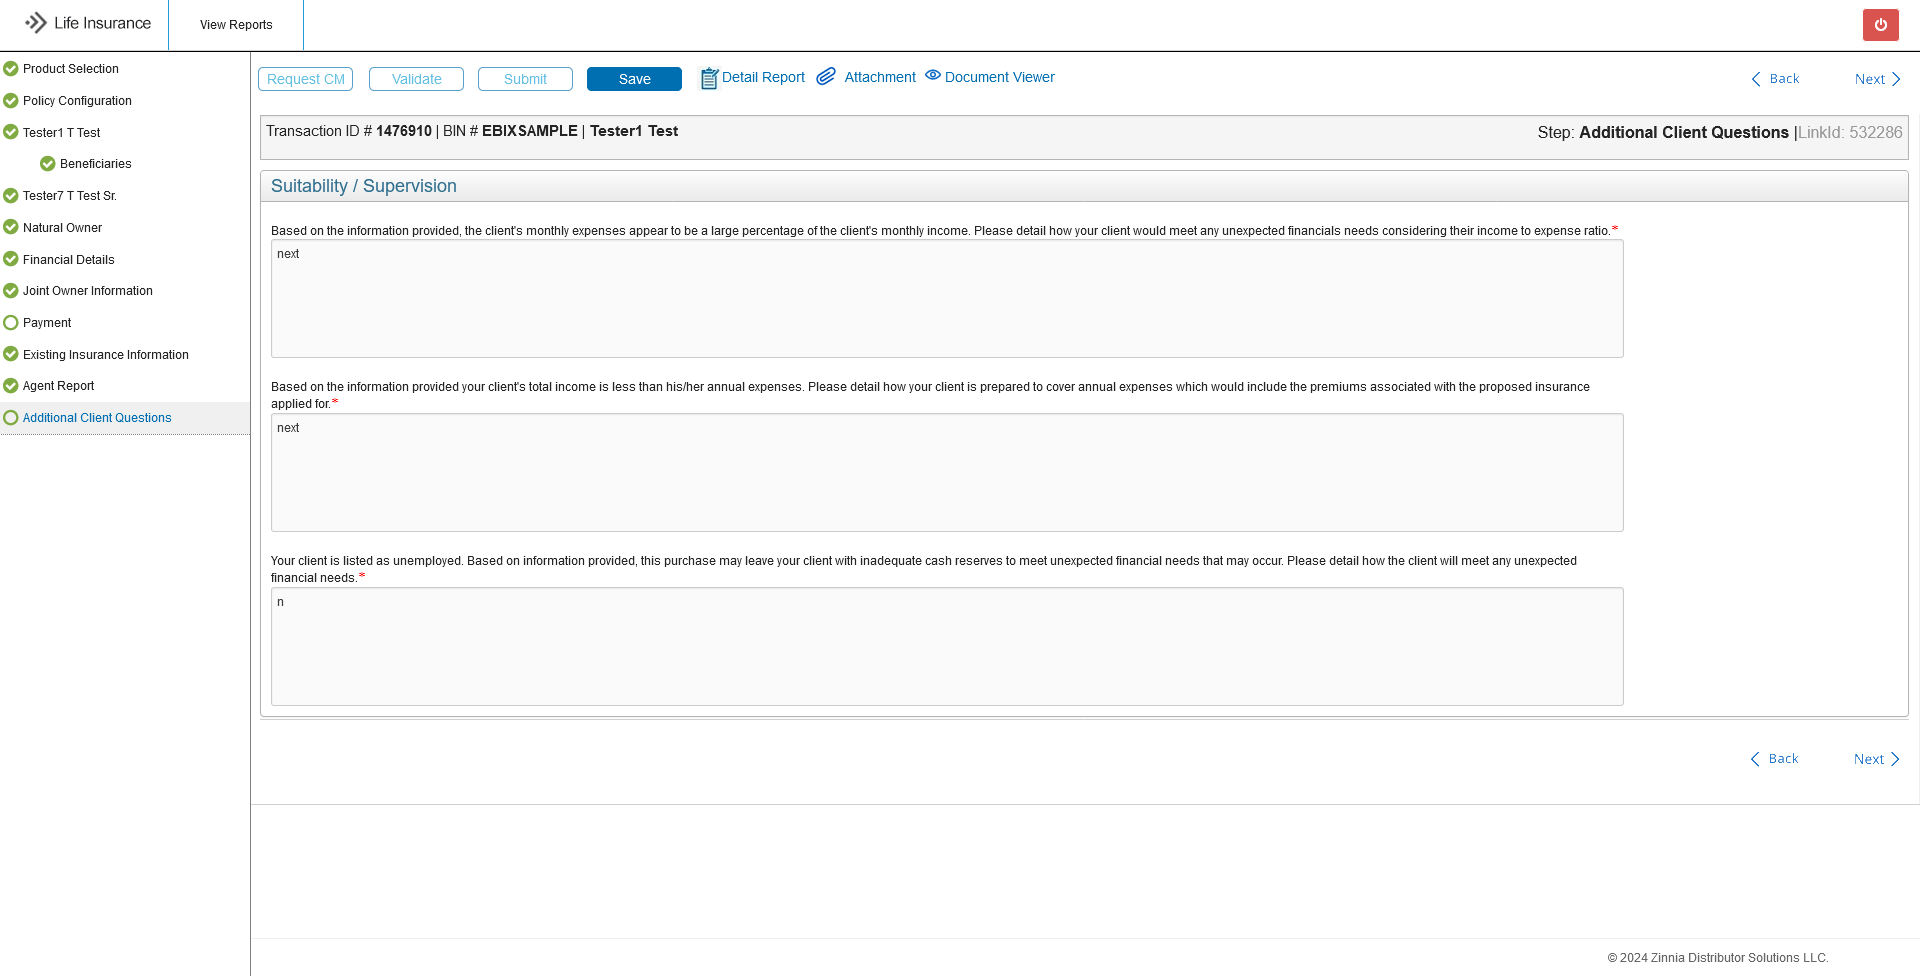 Life Insurance
View Reports
Product Selection
Policy Configuration
Tester1 T Test
Beneficiaries
Tester7 T Test Sr.
Natural Owner
Financial Details
Joint Owner Information
Payment
Existing Insurance Information
Agent Report
Additional Client Questions
Request CM
Validate
Submit
Save
Detail Report
Attachment
Document Viewer
Back
Next
Transaction ID # 1476910 | BIN # EBIXSAMPLE | Tester1 Test
Step: Additional Client Questions |LinkId: 532286
Suitability / Supervision
Based on the information provided, the client's monthly expenses appear to be a large percentage of the client's monthly income. Please detail how your client would meet any unexpected financials needs considering their income to expense ratio.*
next
Based on the information provided your client's total income is less than his/her annual expenses. Please detail how your client is prepared to cover annual expenses which would include the premiums associated with the proposed insurance
applied for.*
next
Your client is listed as unemployed. Based on information provided, this purchase may leave your client with inadequate cash reserves to meet unexpected financial needs that may occur. Please detail how the client will meet any unexpected
financial needs.*
n
Back
Next
© 2024 Zinnia Distributor Solutions LLC.